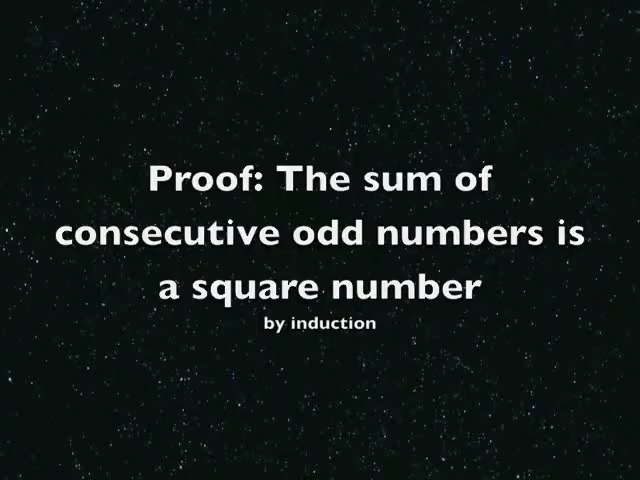 Proof: The sum of
consecutive odd numbers is
a square number
by induction